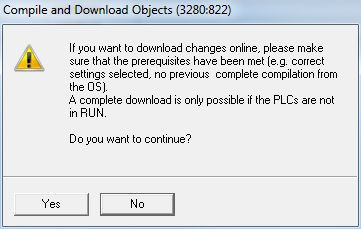 Compile and Download Objects (3280:822)
If you want to download changes online, please make
sure that the prerequisites have been met (e.g. correct
settings selected, no previous complete compilation from
the OS).
A complete download is only possible if the PLCs are not
in RUN.
Do you want to continue?
Yes
No